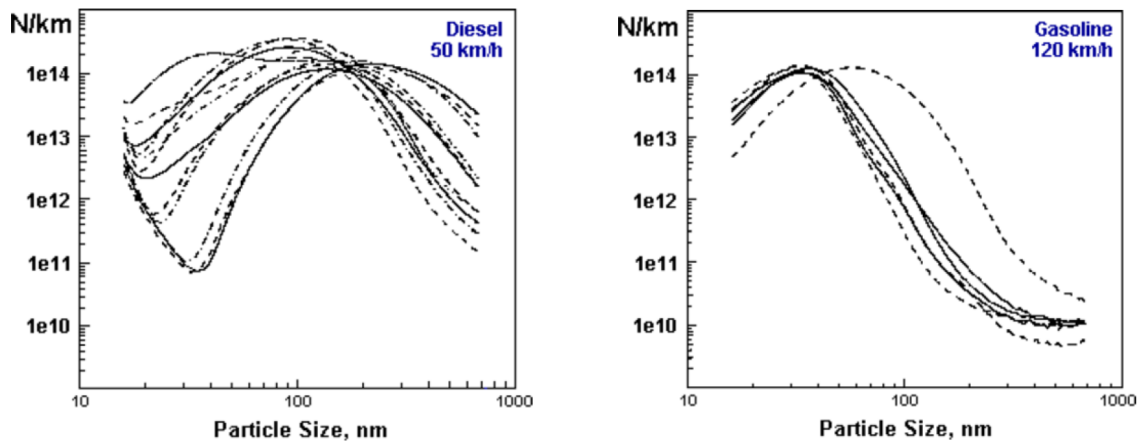 N/km
Diesel
50 km/h
1e14
1e13
1e12
1e11
1e10
10
100
1000
Particle Size, nm
N/km
Gasoline
120 km/h
1e14
1e13
1e12
1e11
1e10
10
100
1000
Particle Size, nm